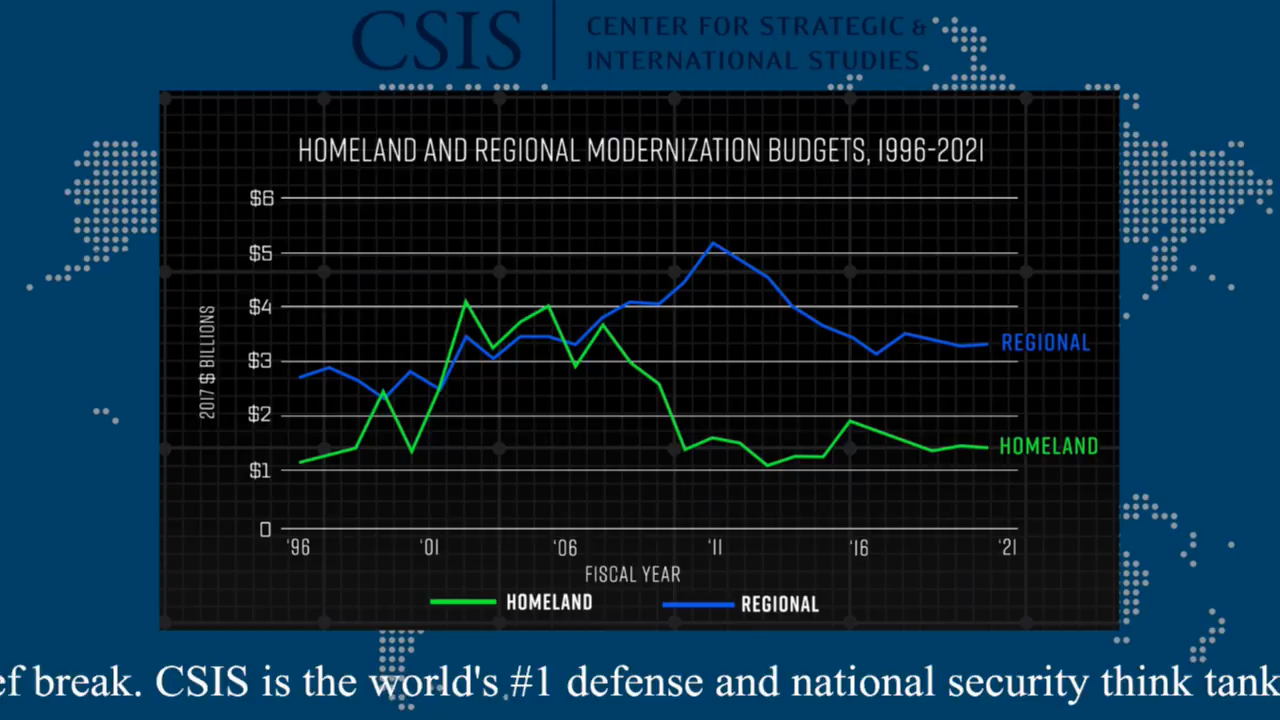 CSIS
CENTER FOR STRATEGIC &
INTERNATIONAL STUDIES
HOMELAND AND REGIONAL MODERNIZATION BUDGETS, 1996-2021
$6
$5
$4
$3
$2
$1
0
2017 $ BILLIONS
REGIONAL
HOMELAND
'96 '01 '06 '11 '16 '21
FISCAL YEAR
HOMELAND REGIONAL
ef break. CSIS is the world's #1 defense and national security think tank